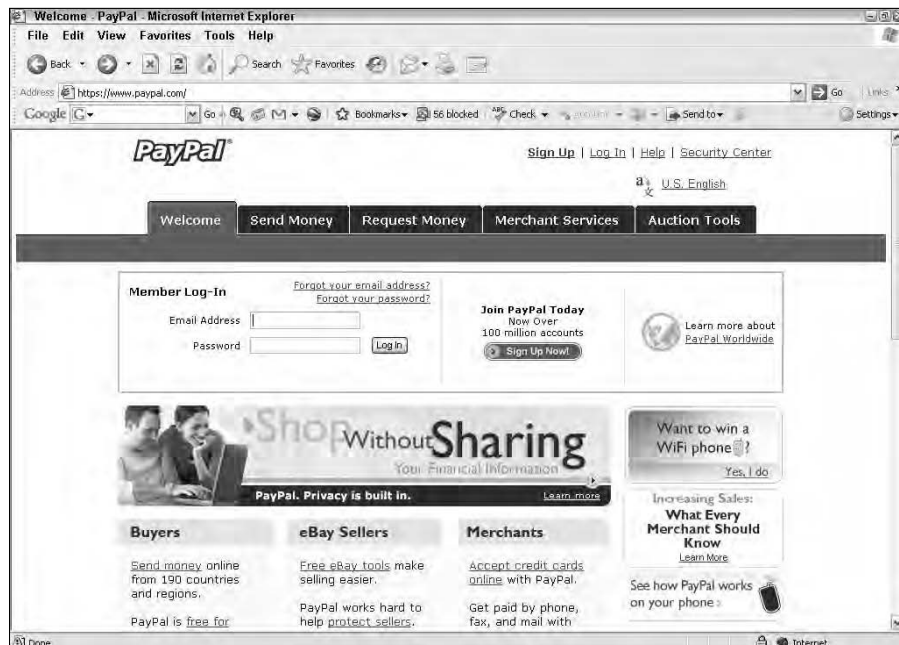 Welcome - PayPal - Microsoft Internet Explorer
File Edit View Favorites Tools Help
Back Search Favorites
Address https://www.paypal.com/ Go Links
Google G Go Bookmarks 56 blocked Check Send to Settings
PayPal
Sign Up | Log In | Help | Security Center
U.S. English
Welcome Send Money Request Money Merchant Services Auction Tools
Member Log-In
Forgot your email address?
Forgot your password?
Email Address
Password Log In
Join PayPal Today
Now Over
100 million accounts
Sign Up Now!
Learn more about
PayPal Worldwide
Shop Without Sharing
Your Financial Information
PayPal. Privacy is built in. Learn more
Want to win a
WiFi phone ?
Yes, I do
Increasing Sales:
What Every
Merchant Should
Know
Learn More
See how PayPal works
on your phone
Buyers
Send money online
from 190 countries
and regions.
PayPal is free for
eBay Sellers
Free eBay tools make
selling easier.
PayPal works hard to
help protect sellers.
Merchants
Accept credit cards
online with PayPal.
Get paid by phone,
fax, and mail with
Done Internet